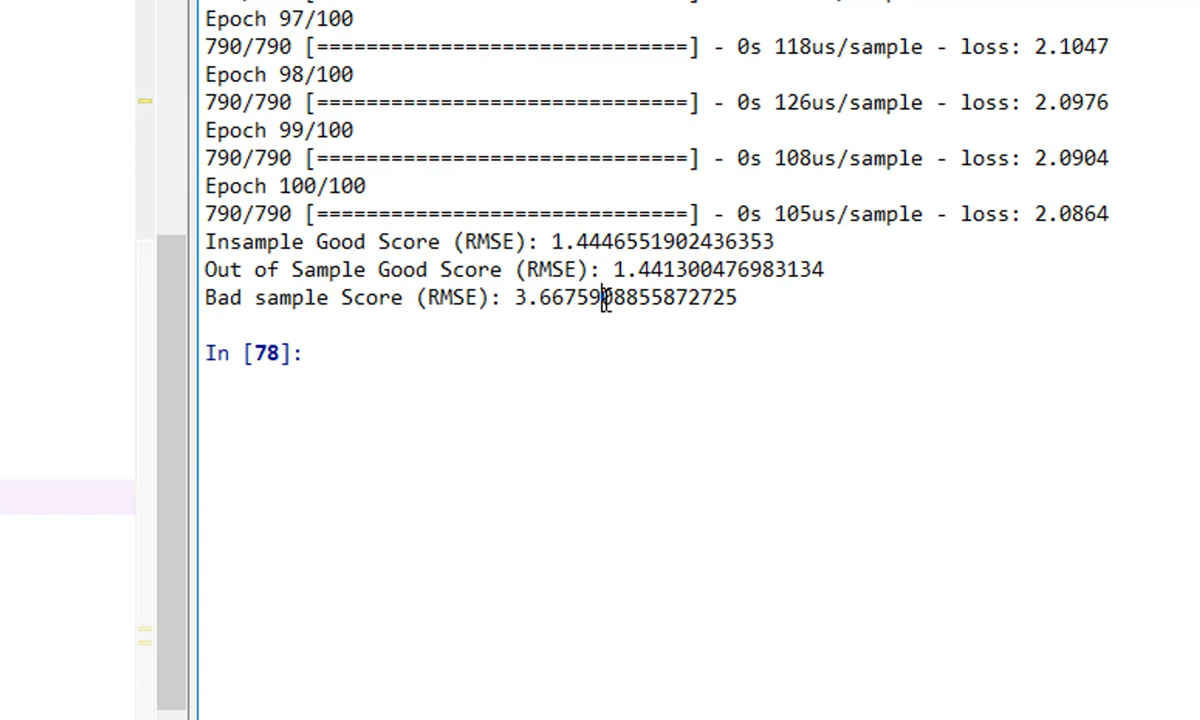 Epoch 97/100
790/790 [==============================] - 0s 118us/sample - loss: 2.1047
Epoch 98/100
790/790 [==============================] - 0s 126us/sample - loss: 2.0976
Epoch 99/100
790/790 [==============================] - 0s 108us/sample - loss: 2.0904
Epoch 100/100
790/790 [==============================] - 0s 105us/sample - loss: 2.0864
Insample Good Score (RMSE): 1.4446551902436353
Out of Sample Good Score (RMSE): 1.441300476983134
Bad sample Score (RMSE): 3.6675908855872725
In [78]: